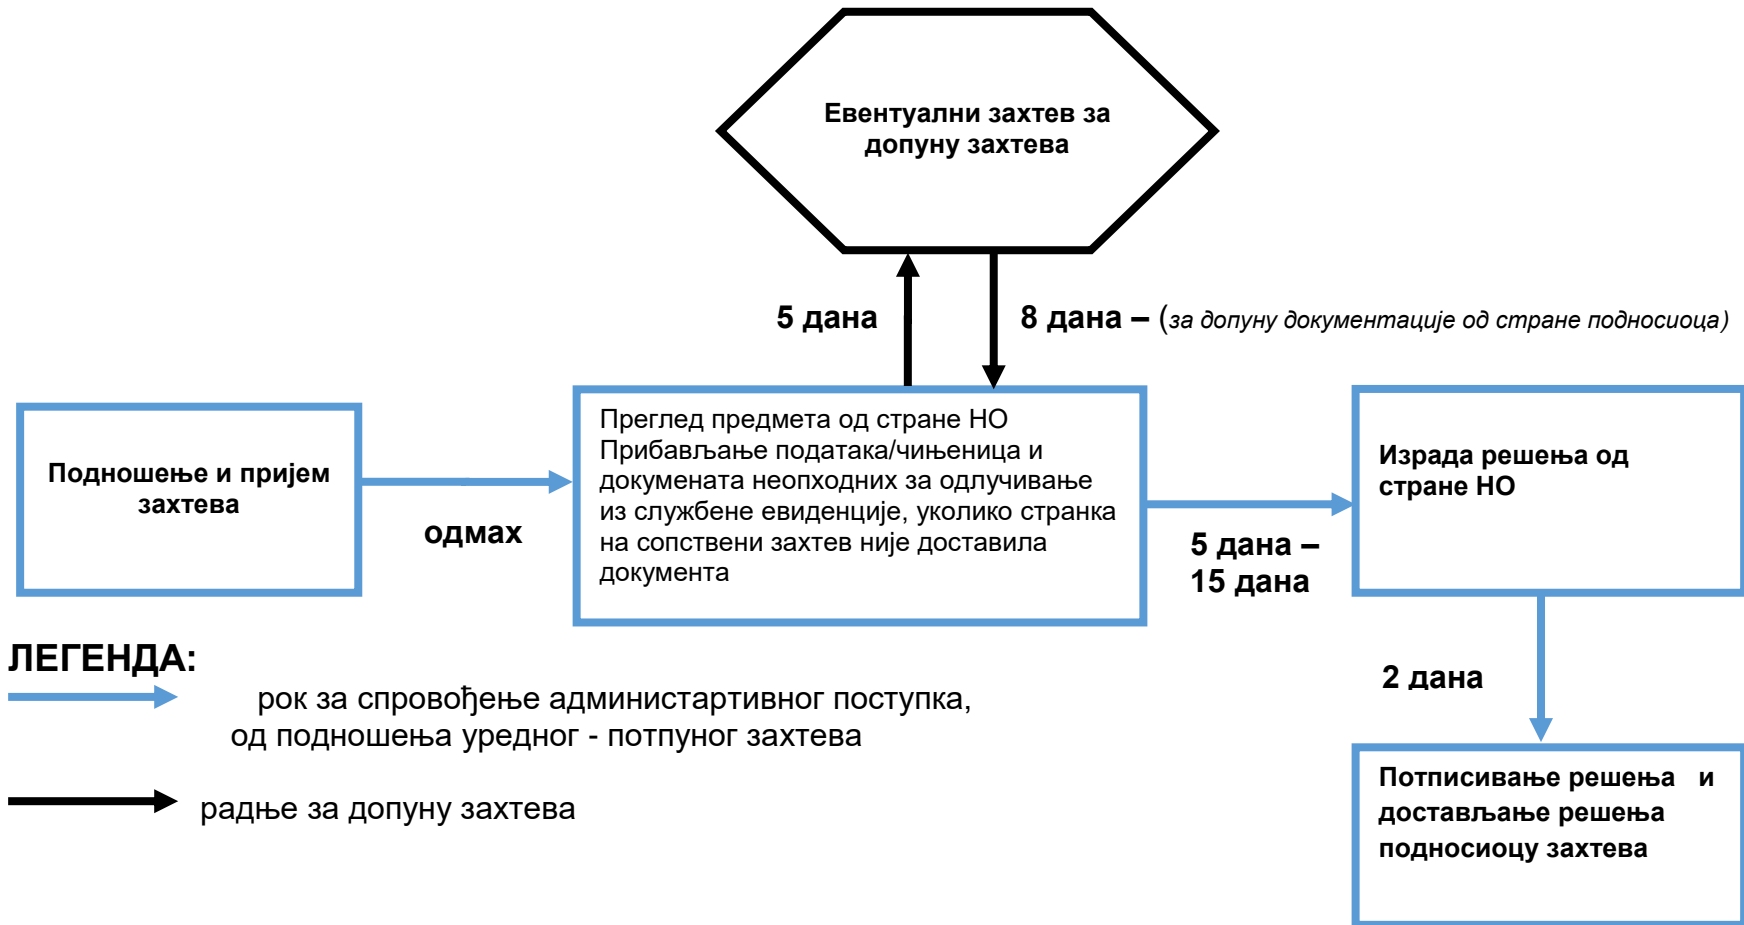 Евентуални захтев за
допуну захтева
5 дана
8 дана – (за допуну документације од стране подносиоца)
Подношење и пријем
захтева
одмах
Преглед предмета од стране НО
Прибављање података/чињеница и
докумената неопходних за одлучивање
из службене евиденције, уколико странка
на сопствени захтев није доставила
документа
5 дана –
15 дана
Израда решења од
стране НО
2 дана
Потписивање решења и
достављање решења
подносиоцу захтева
ЛЕГЕНДА:
рок за спровођење администартивног поступка,
од подношења уредног - потпуног захтева
радње за допуну захтева